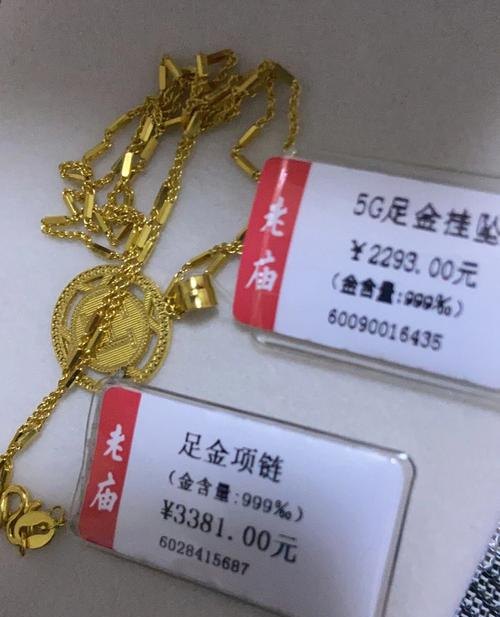 老庙
5G足金挂坠
￥2293.00元
(金含量:999‰)
60090016435
老庙
足金项链
(金含量:999‰)
¥3381.00元
6028415687